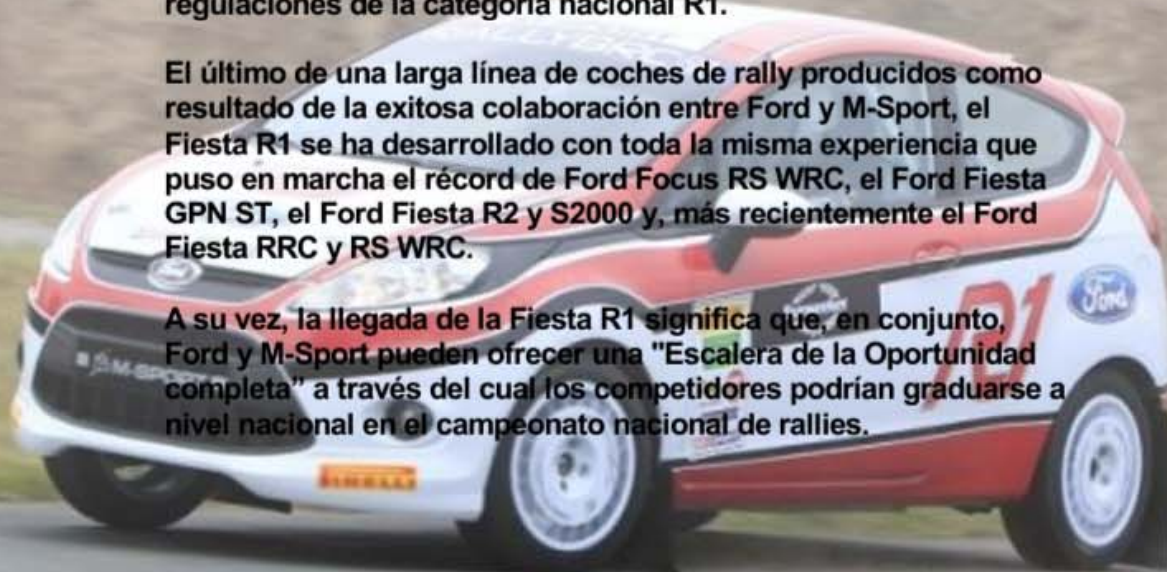 regulaciones de la categoría nacional R1.
El último de una larga línea de coches de rally producidos como
resultado de la exitosa colaboración entre Ford y M-Sport, el
Fiesta R1 se ha desarrollado con toda la misma experiencia que
puso en marcha el récord de Ford Focus RS WRC, el Ford Fiesta
GPN ST, el Ford Fiesta R2 y S2000 y, más recientemente el Ford
Fiesta RRC y RS WRC.
A su vez, la llegada de la Fiesta R1 significa que, en conjunto,
Ford y M-Sport pueden ofrecer una "Escalera de la Oportunidad
completa” a través del cual los competidores podrían graduarse a
nivel nacional en el campeonato nacional de rallies.
Ford
R1
Ford
M-SPORT
PIRELLI